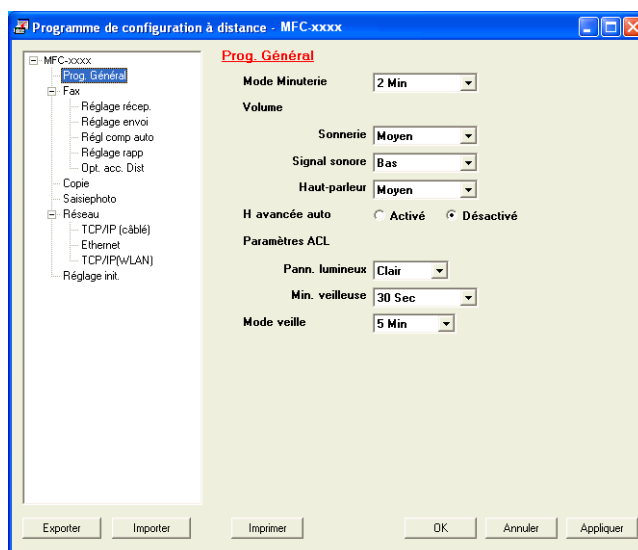 Programme de configuration à distance - MFC-xxxx
MFC-xxxx
Prog. Général
Fax
Réglage récep.
Réglage envoi
Régl comp auto
Réglage rapp
Opt. acc. Dist
Copie
Saisiephoto
Réseau
TCP/IP (câblé)
Ethernet
TCP/IP(WLAN)
Réglage init.
Prog. Général
Mode Minuterie 2 Min
Volume
Sonnerie Moyen
Signal sonore Bas
Haut-parleur Moyen
H avancée auto Activé Désactivé
Paramètres ACL
Pann. lumineux Clair
Min. veilleuse 30 Sec
Mode veille 5 Min
Exporter Importer Imprimer OK Annuler Appliquer